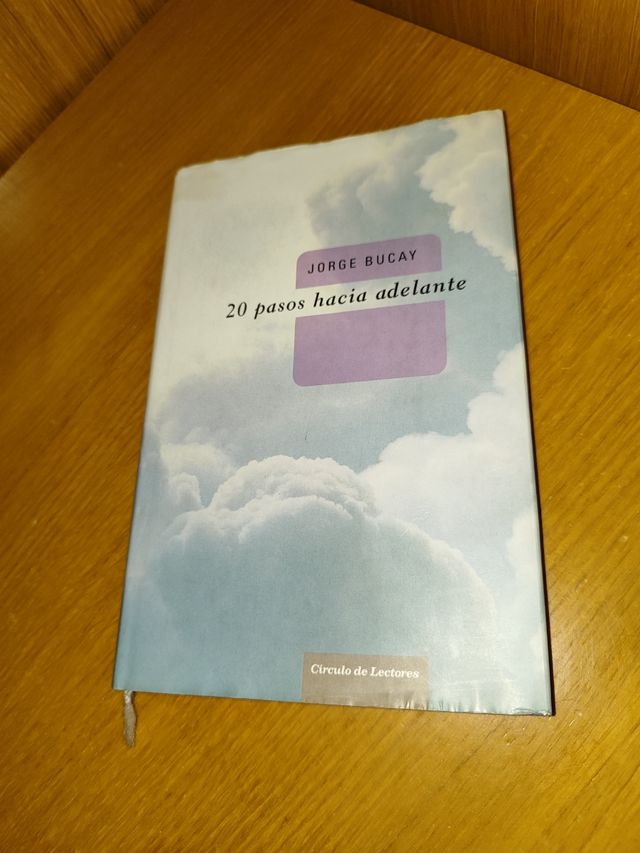 JORGE BUCAY
20 pasos hacia adelante
Círculo de Lectores